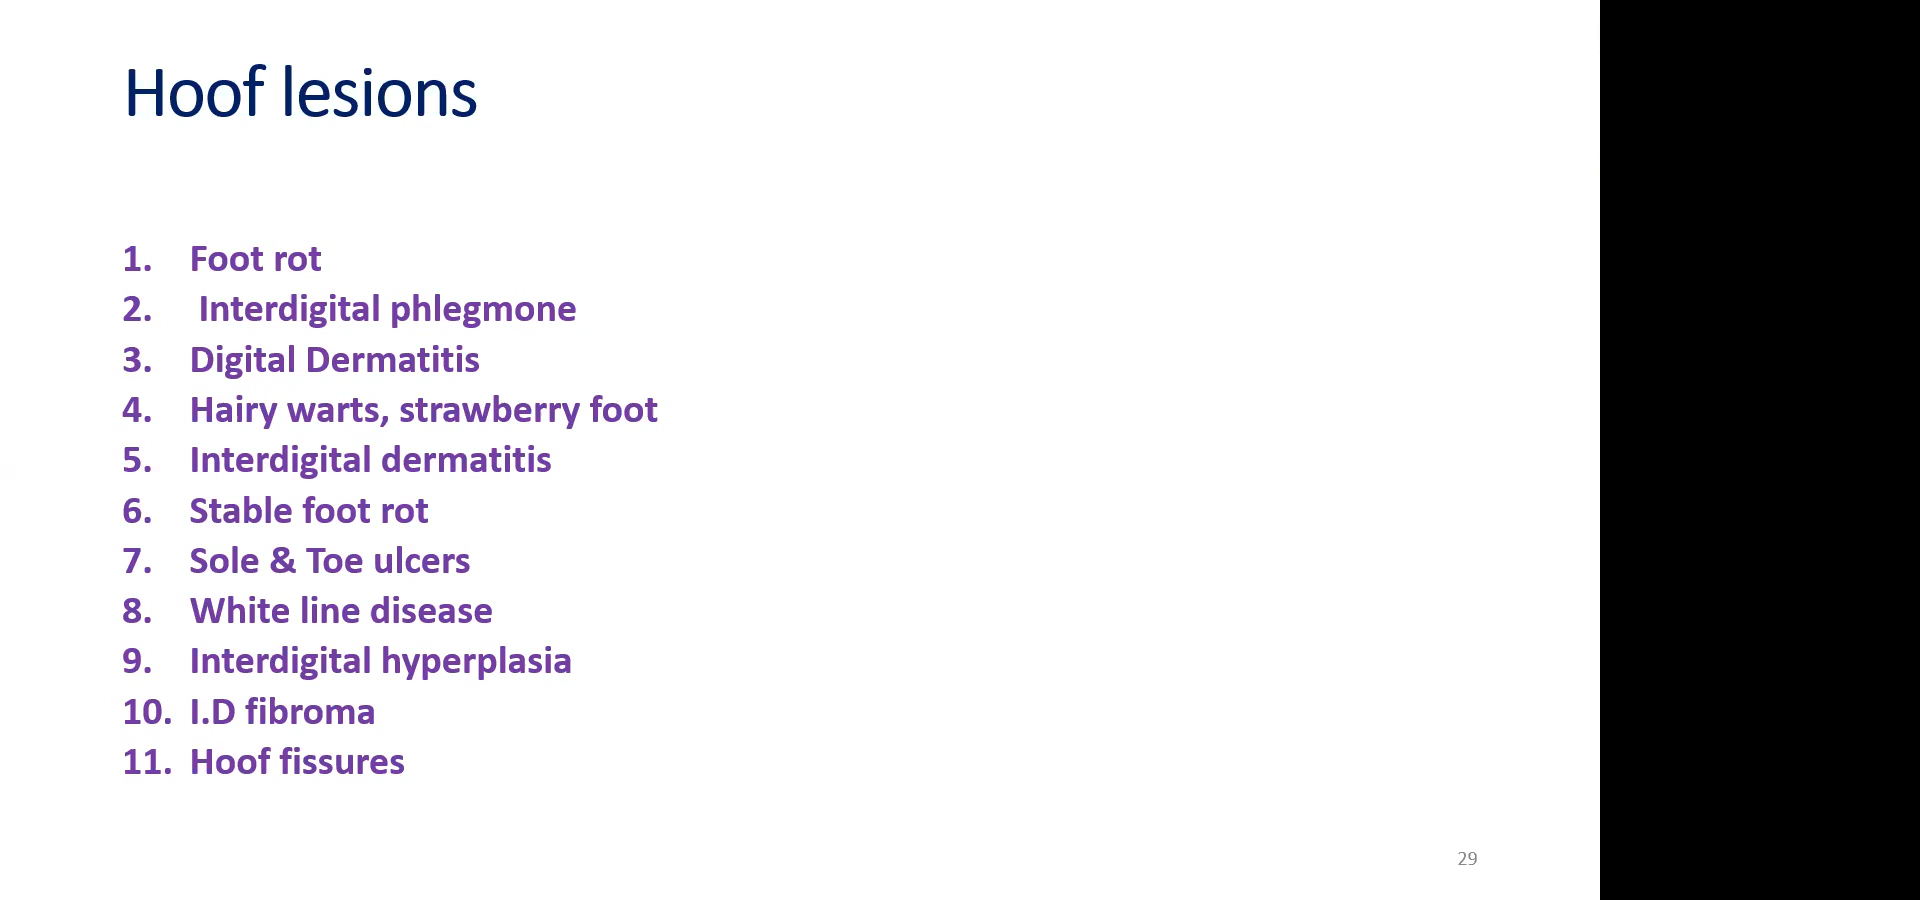 Hoof lesions
1. Foot rot
2. Interdigital phlegmone
3. Digital Dermatitis
4. Hairy warts, strawberry foot
5. Interdigital dermatitis
6. Stable foot rot
7. Sole & Toe ulcers
8. White line disease
9. Interdigital hyperplasia
10. I.D fibroma
11. Hoof fissures
29